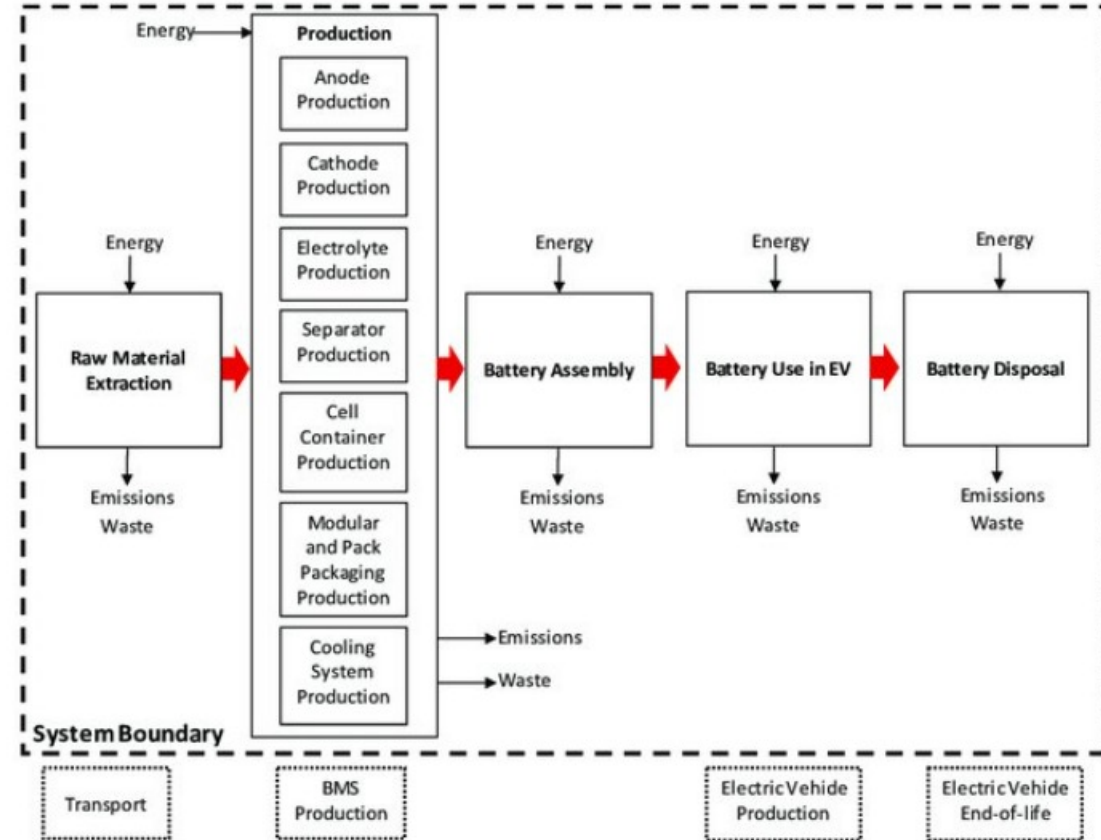 Energy
Production
Anode
Production
Cathode
Production
Electrolyte
Production
Separator
Production
Cell
Container
Production
Modular
and Pack
Packaging
Production
Cooling
System
Production
Energy
Raw Material
Extraction
Emissions
Waste
Emissions
Waste
Energy
Battery Assembly
Emissions
Waste
Energy
Battery Use in EV
Emissions
Waste
Energy
Battery Disposal
Emissions
Waste
System Boundary
Transport
BMS
Production
Electric Vehide
Production
Electric Vehide
End-of-life